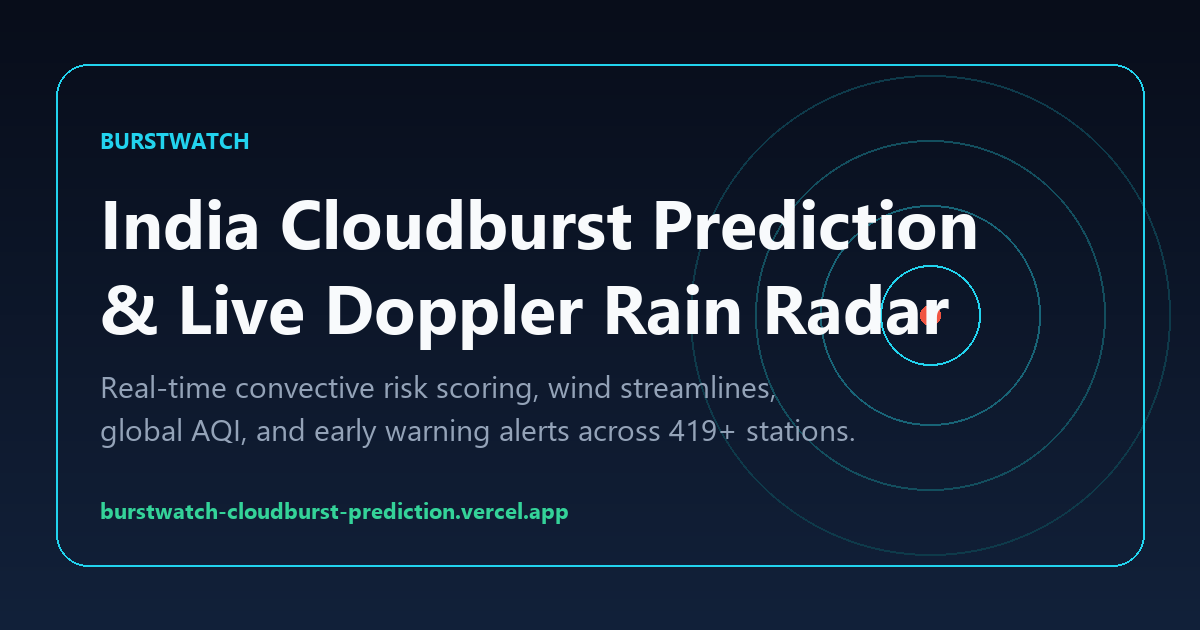 BURSTWATCH
India Cloudburst Prediction
& Live Doppler Rain Radar
Real-time convective risk scoring, wind streamlines,
global AQI, and early warning alerts across 419+ stations.
burstwatch-cloudburst-prediction.vercel.app